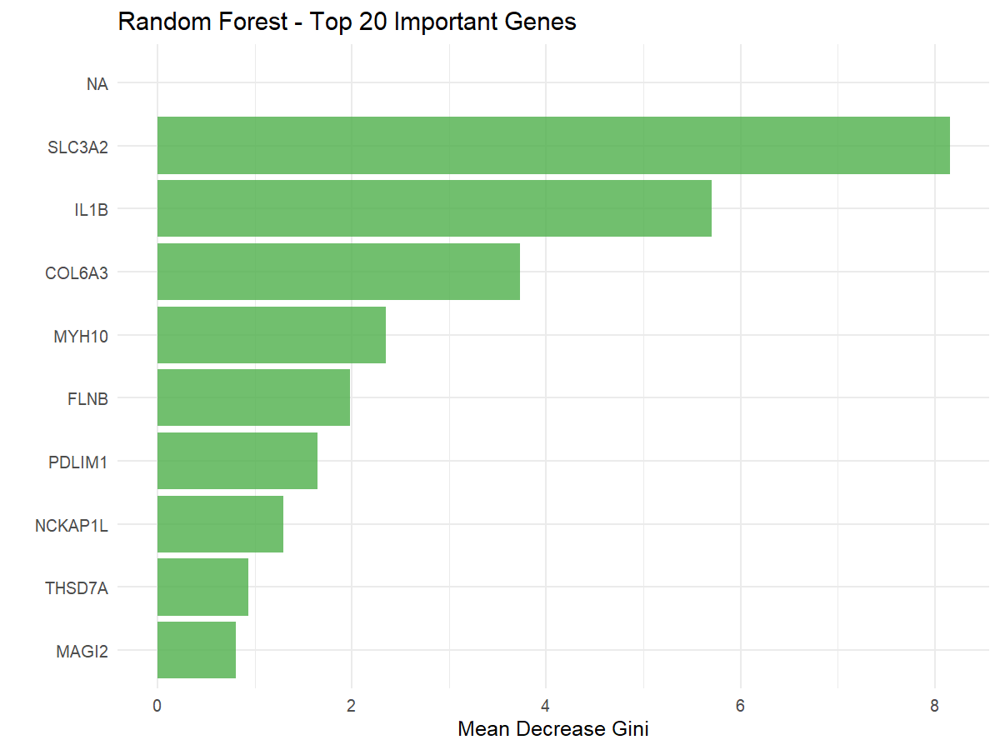 Random Forest - Top 20 Important Genes
NA
SLC3A2
IL1B
COL6A3
MYH10
FLNB
PDLIM1
NCKAP1L
THSD7A
MAGI2
0 2 4 6 8
Mean Decrease Gini